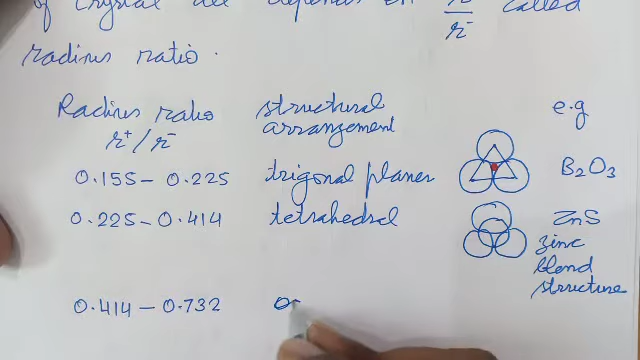 of crystal all depends on r⁺/r⁻ called
radius ratio.
Radius ratio structural e.g
r⁺/r⁻ arrangement
0.155 – 0.225 trigonal planer B₂O₃
0.225 – 0.414 tetrahedral ZnS
zinc
blend
structure
0.414 – 0.732